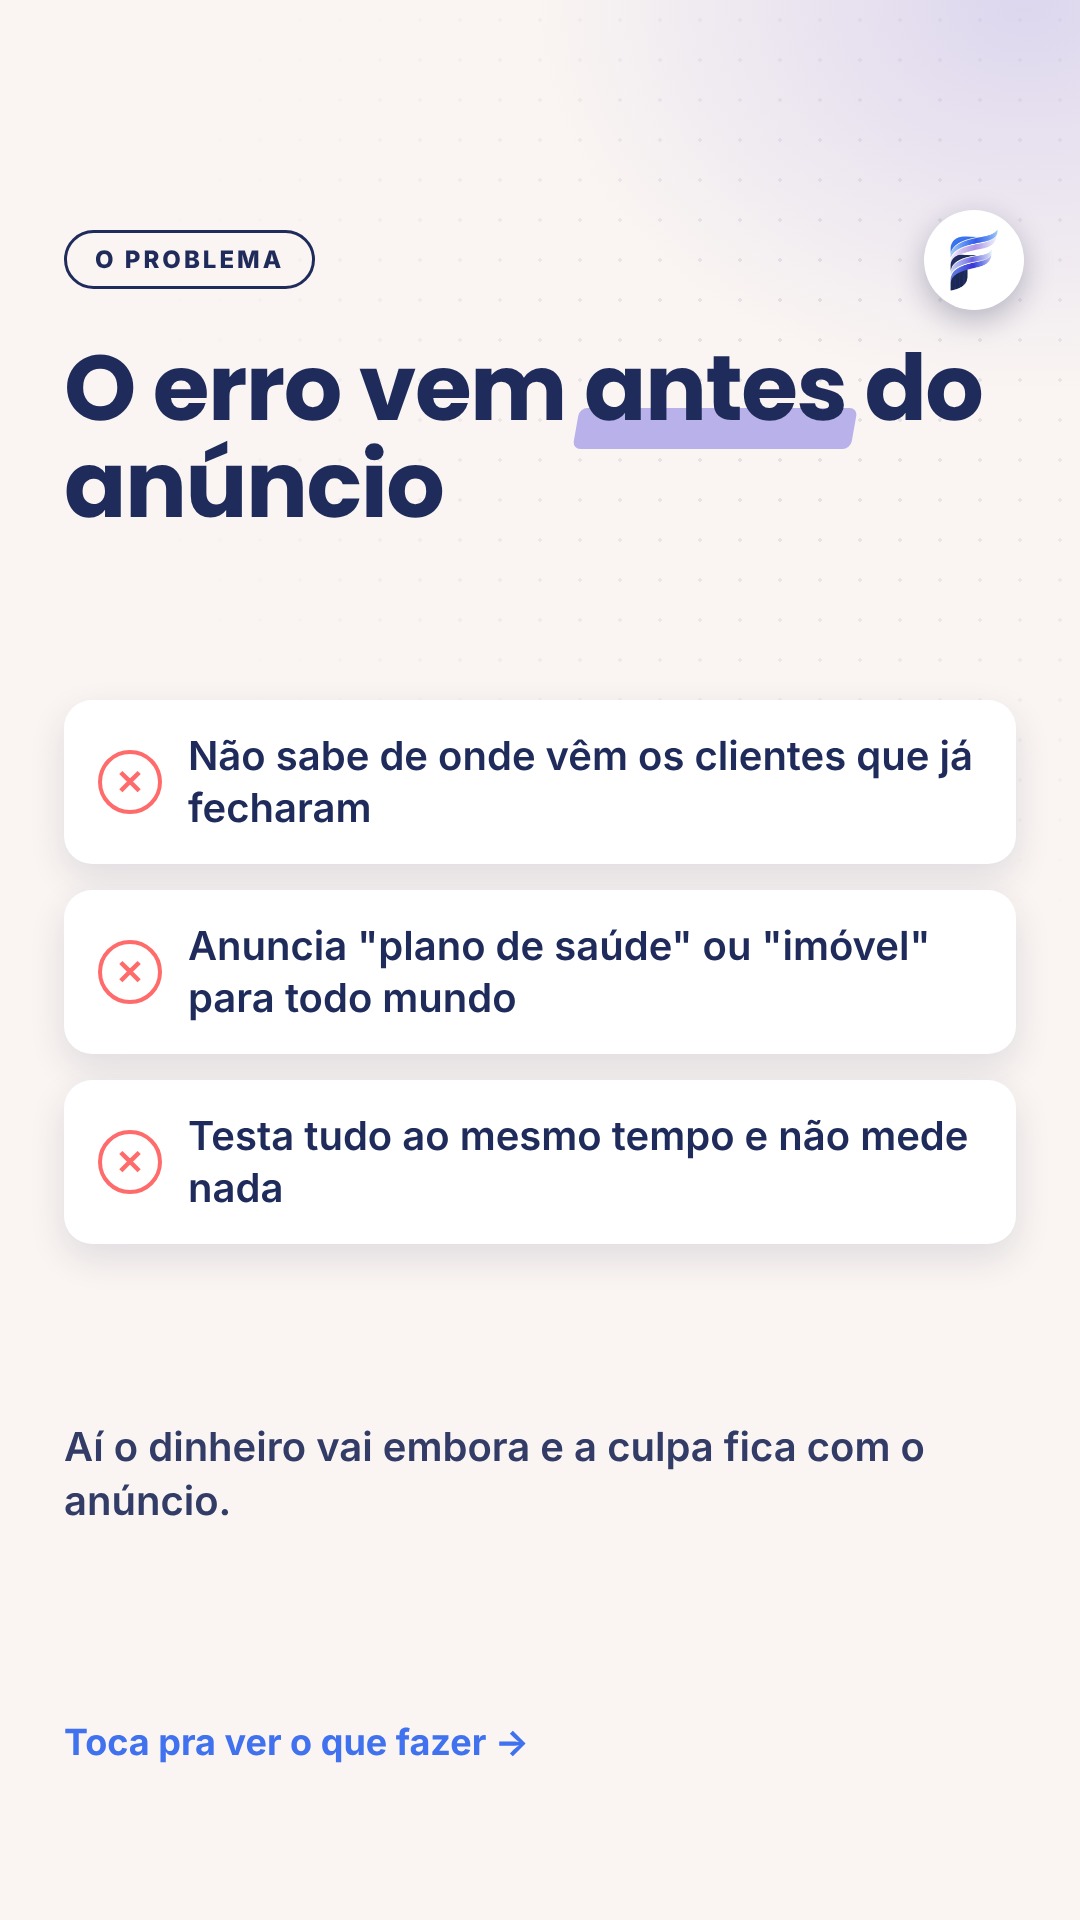 O PROBLEMA
O erro vem antes do
anúncio
Não sabe de onde vêm os clientes que já
fecharam
Anuncia "plano de saúde" ou "imóvel"
para todo mundo
Testa tudo ao mesmo tempo e não mede
nada
Aí o dinheiro vai embora e a culpa fica com o
anúncio.
Toca pra ver o que fazer →